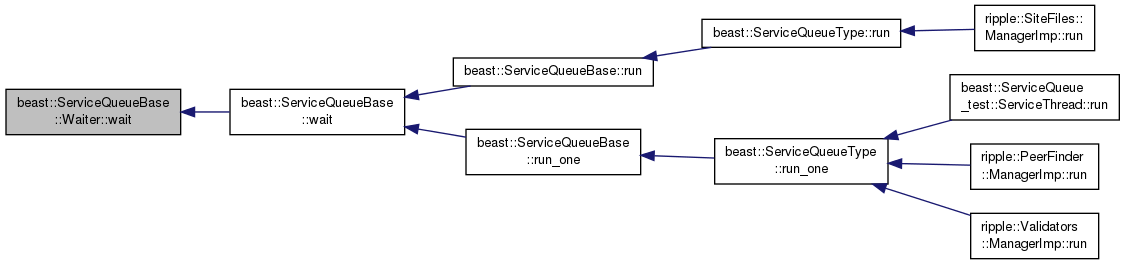 beast::ServiceQueueBase
::Waiter::wait
beast::ServiceQueueBase
::wait
beast::ServiceQueueBase::run
beast::ServiceQueueType::run
ripple::SiteFiles::
ManagerImp::run
beast::ServiceQueueBase
::run_one
beast::ServiceQueueType
::run_one
beast::ServiceQueue
_test::ServiceThread::run
ripple::PeerFinder
::ManagerImp::run
ripple::Validators
::ManagerImp::run